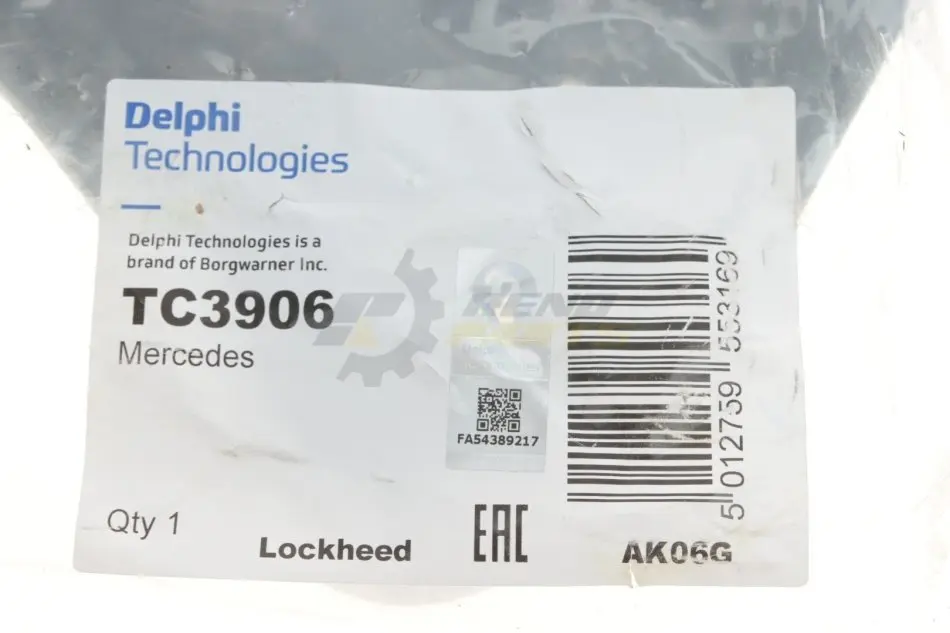 Delphi
Technologies
Delphi Technologies is a
brand of Borgwarner Inc.
TC3906
Mercedes
FA54389217
5 012759 553169
Qty 1
Lockheed
EAC
AK06G